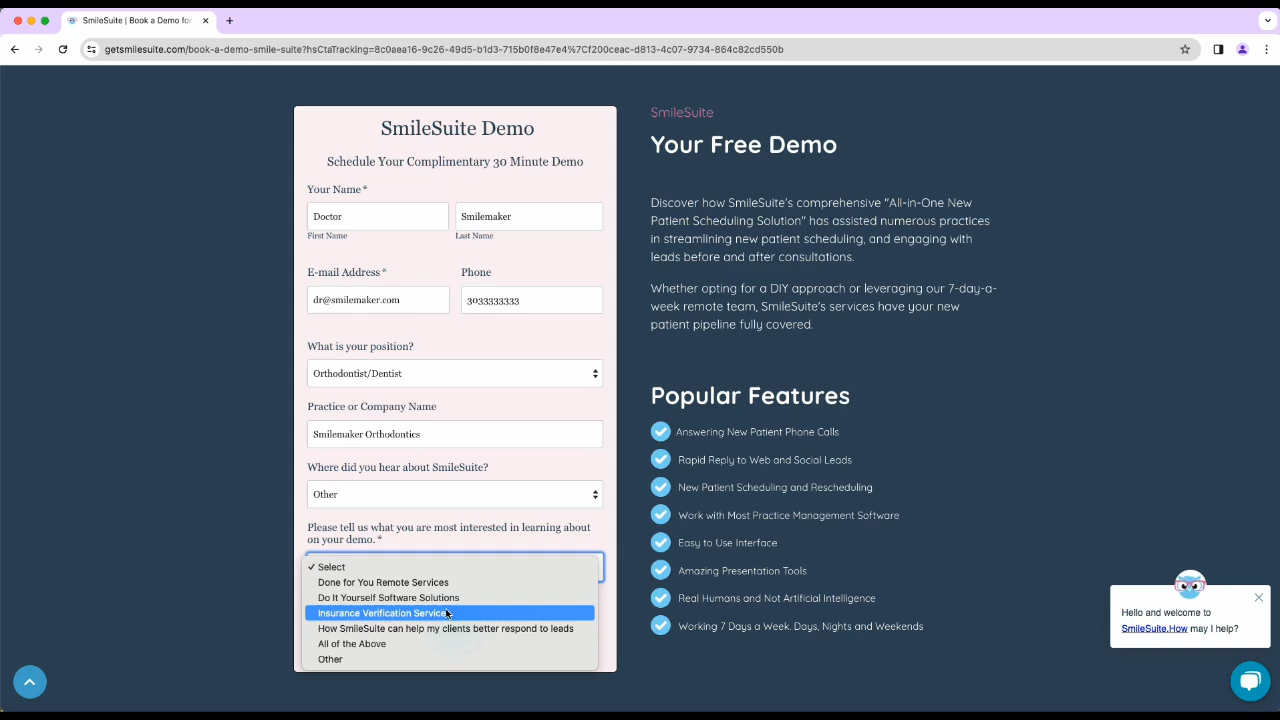 SmileSuite | Book a Demo for
getsmilesuite.com/book-a-demo-smile-suite?hsCtaTracking=8c0aea16-9c26-49d5-b1d3-715b0f8e47e4%7Cf200ceac-d813-4c07-9734-864c82cd550b
SmileSuite Demo
Schedule Your Complimentary 30 Minute Demo
Your Name *
Doctor
Smilemaker
First Name
Last Name
E-mail Address *
Phone
dr@smilemaker.com
3033333333
What is your position?
Orthodontist/Dentist
Practice or Company Name
Smilemaker Orthodontics
Where did you hear about SmileSuite?
Other
Please tell us what you are most interested in learning about
on your demo. *
✓ Select
Done for You Remote Services
Do It Yourself Software Solutions
Insurance Verification Service
How SmileSuite can help my clients better respond to leads
All of the Above
Other
SmileSuite
Your Free Demo
Discover how SmileSuite's comprehensive "All-in-One New
Patient Scheduling Solution" has assisted numerous practices
in streamlining new patient scheduling, and engaging with
leads before and after consultations.
Whether opting for a DIY approach or leveraging our 7-day-a-
week remote team, SmileSuite's services have your new
patient pipeline fully covered.
Popular Features
Answering New Patient Phone Calls
Rapid Reply to Web and Social Leads
New Patient Scheduling and Rescheduling
Work with Most Practice Management Software
Easy to Use Interface
Amazing Presentation Tools
Real Humans and Not Artificial Intelligence
Working 7 Days a Week. Days, Nights and Weekends
Hello and welcome to
SmileSuite.How may I help?